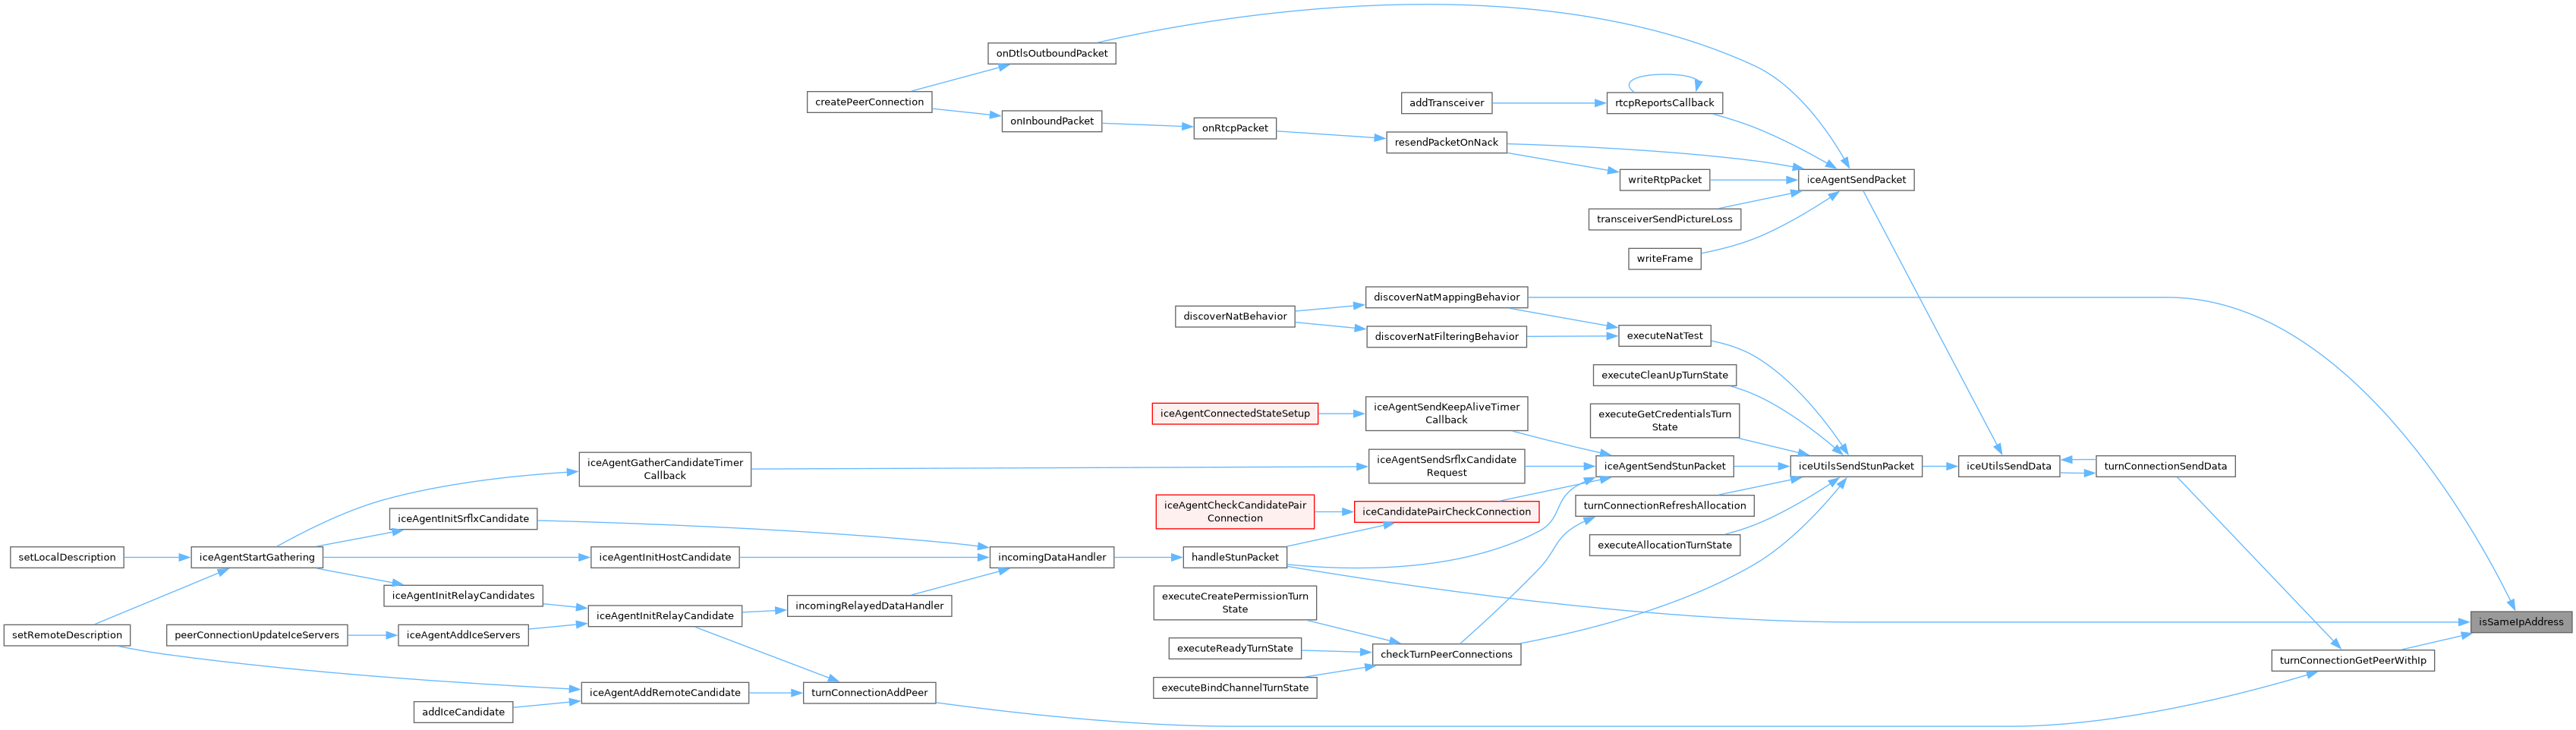 onDtlsOutboundPacket
createPeerConnection
onInboundPacket
onRtcpPacket
addTransceiver
rtcpReportsCallback
resendPacketOnNack
writeRtpPacket
iceAgentSendPacket
transceiverSendPictureLoss
writeFrame
discoverNatMappingBehavior
discoverNatBehavior
discoverNatFilteringBehavior
executeNatTest
executeCleanUpTurnState
iceAgentConnectedStateSetup
iceAgentSendKeepAliveTimer
Callback
executeGetCredentialsTurn
State
iceAgentGatherCandidateTimer
Callback
iceAgentSendSrflxCandidate
Request
iceAgentSendStunPacket
iceUtilsSendStunPacket
iceUtilsSendData
turnConnectionSendData
iceAgentInitSrflxCandidate
iceAgentCheckCandidatePair
Connection
iceCandidatePairCheckConnection
turnConnectionRefreshAllocation
executeAllocationTurnState
setLocalDescription
iceAgentStartGathering
iceAgentInitHostCandidate
incomingDataHandler
handleStunPacket
iceAgentInitRelayCandidates
iceAgentInitRelayCandidate
incomingRelayedDataHandler
executeCreatePermissionTurn
State
isSameIpAddress
setRemoteDescription
peerConnectionUpdateIceServers
iceAgentAddIceServers
executeReadyTurnState
checkTurnPeerConnections
turnConnectionGetPeerWithIp
executeBindChannelTurnState
iceAgentAddRemoteCandidate
turnConnectionAddPeer
addIceCandidate